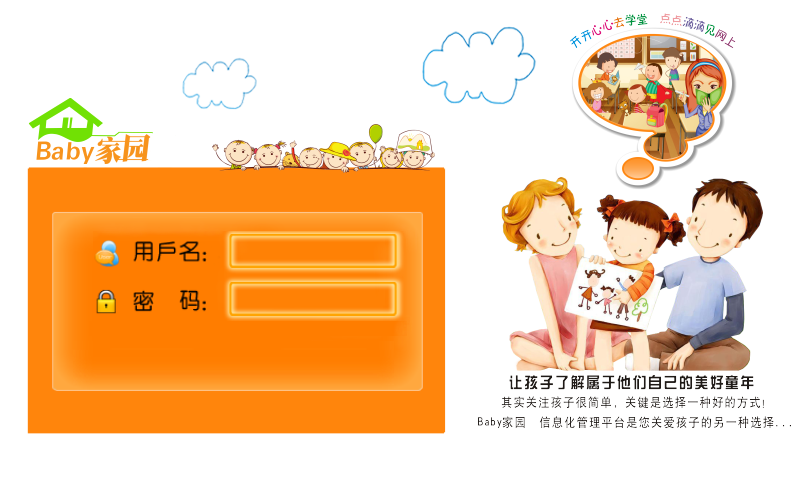 开开心心去学堂 点点滴滴见网上
Baby家园
用戶名:
密 码:
让孩子了解属于他们自己的美好童年
其实关注孩子很简单，关键是选择一种好的方式!
Baby家园 信息化管理平台是您关爱孩子的另一种选择...